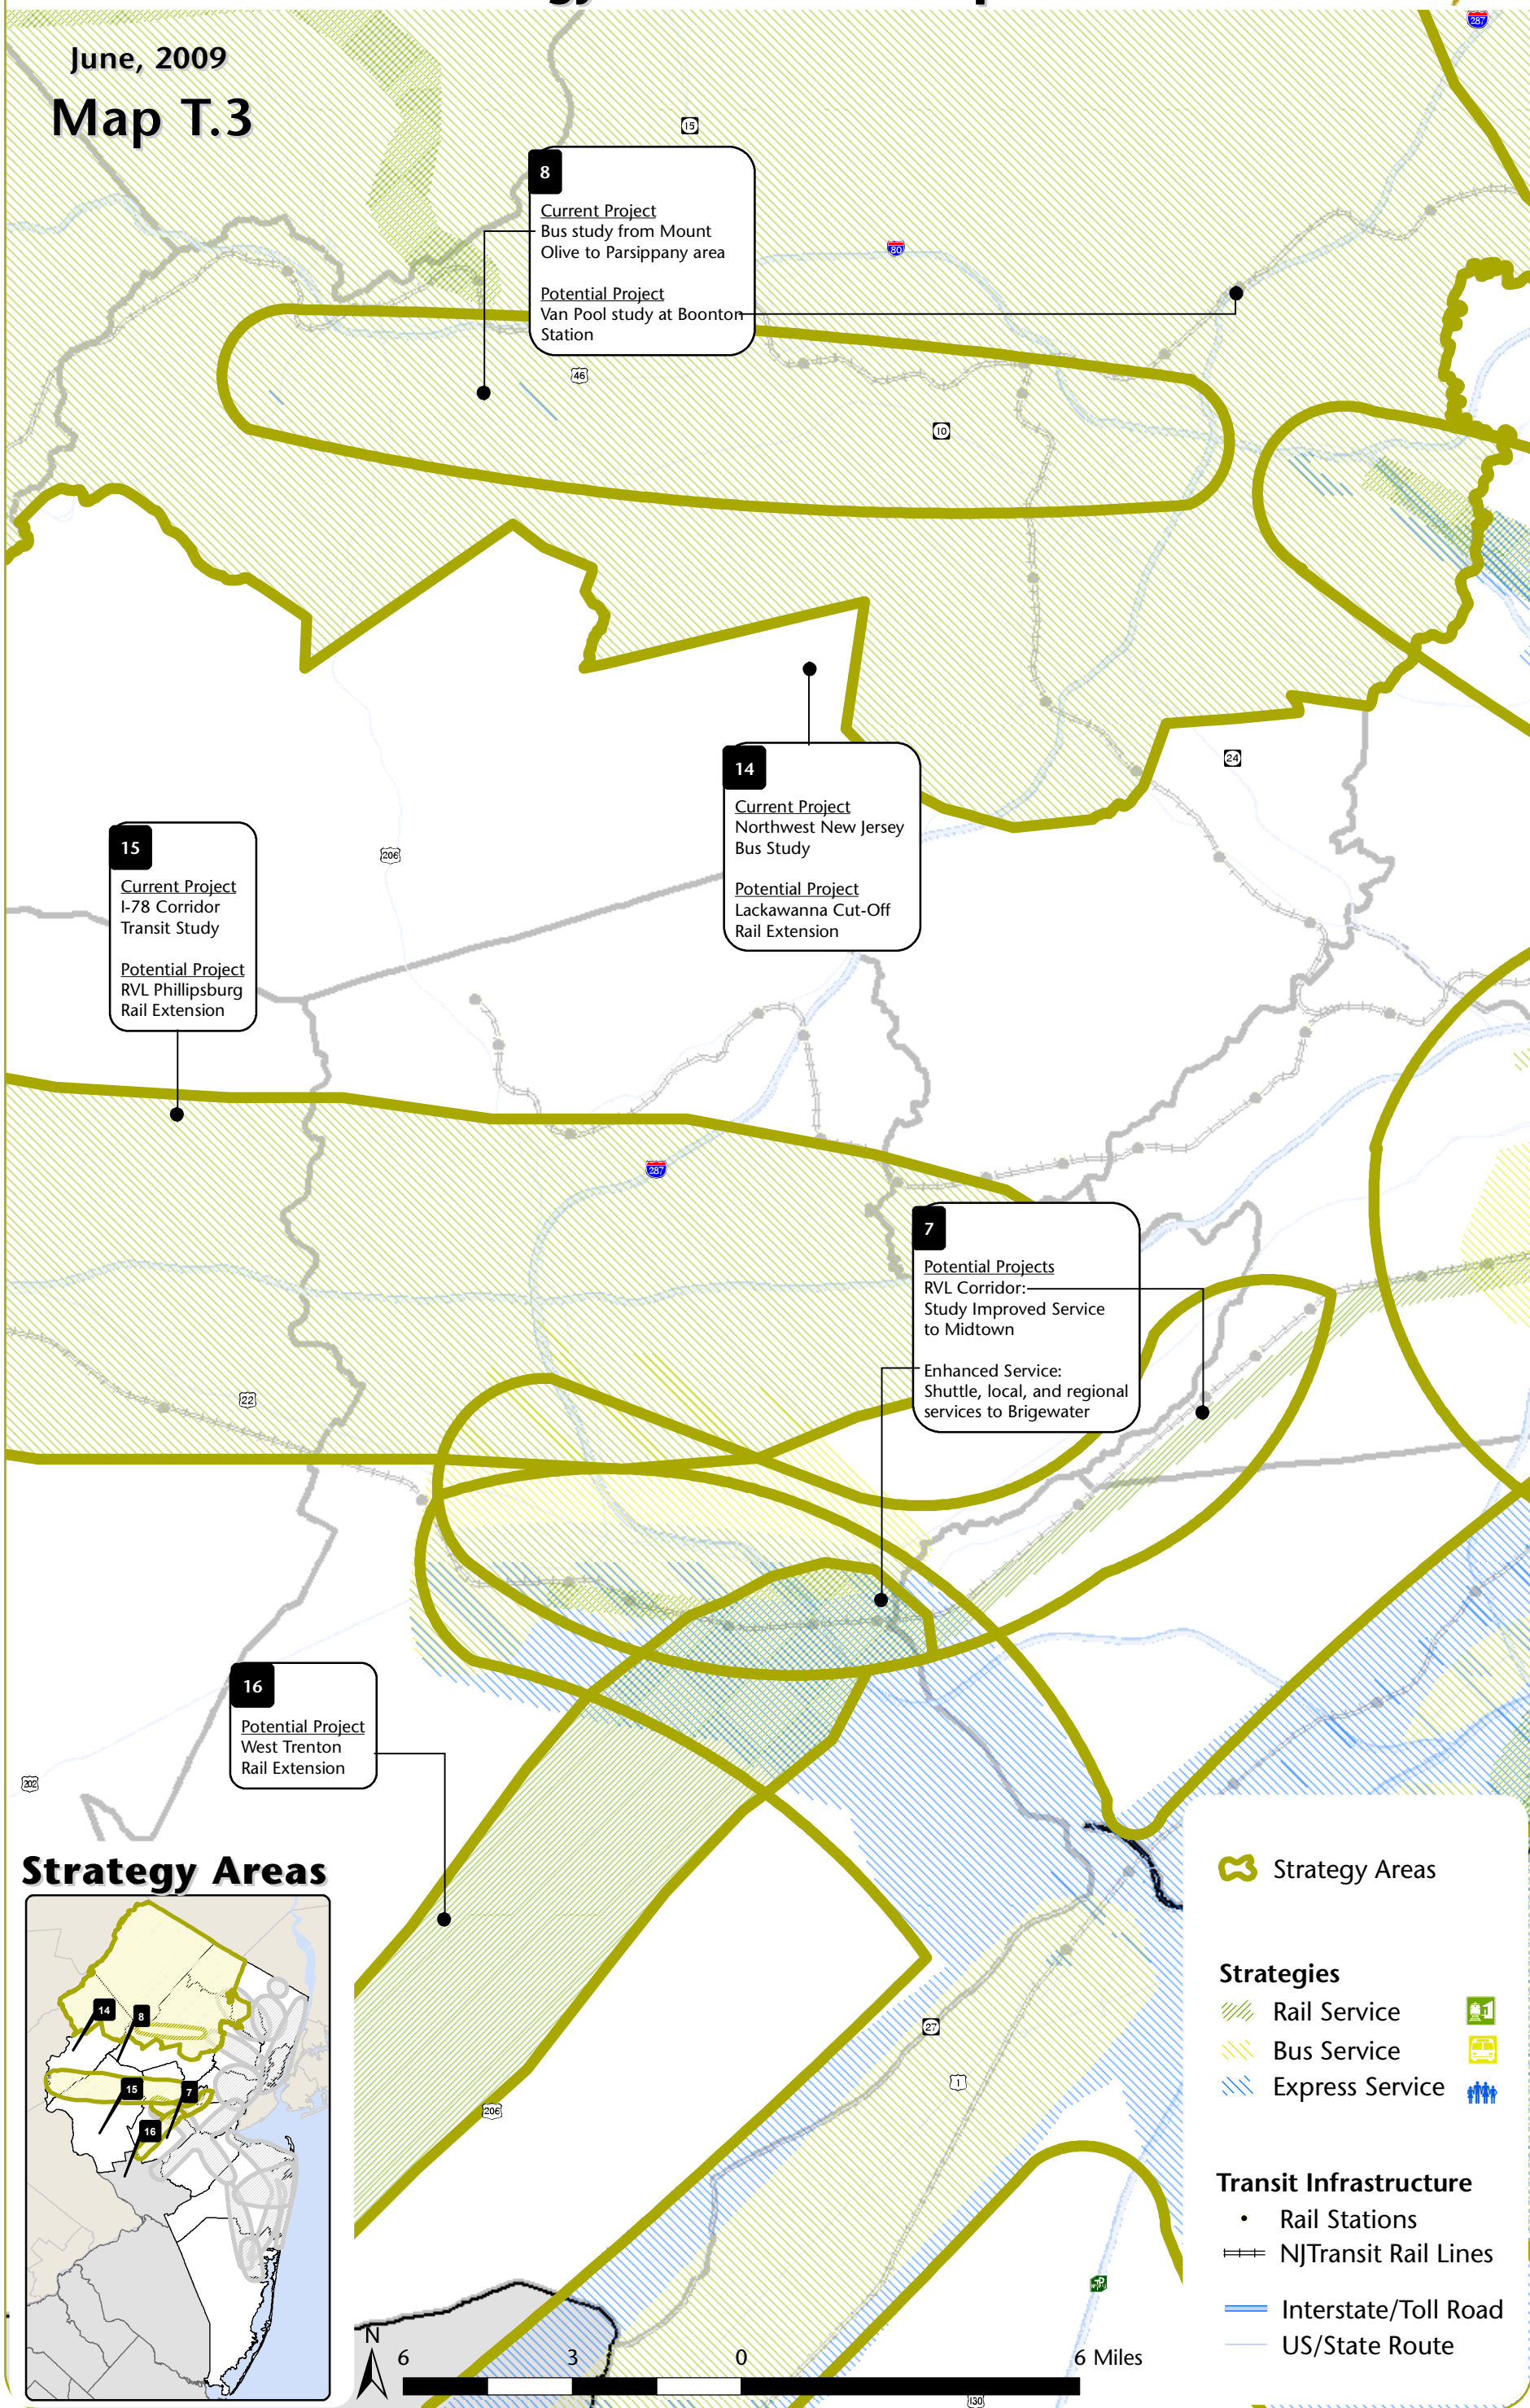 June, 2009
Map T.3
287
15
8
Current Project
Bus study from Mount
Olive to Parsippany area
Potential Project
Van Pool study at Boonton
Station
80
46
10
14
Current Project
Northwest New Jersey
Bus Study
Potential Project
Lackawanna Cut-Off
Rail Extension
24
15
Current Project
I-78 Corridor
Transit Study
Potential Project
RVL Phillipsburg
Rail Extension
206
287
7
Potential Projects
RVL Corridor:
Study Improved Service
to Midtown
Enhanced Service:
Shuttle, local, and regional
services to Brigewater
22
16
Potential Project
West Trenton
Rail Extension
202
27
1
206
130
Strategy Areas
14
8
15
7
16
N
6
3
0
6 Miles
Strategy Areas
Strategies
Rail Service
Bus Service
Express Service
Transit Infrastructure
Rail Stations
NJTransit Rail Lines
Interstate/Toll Road
US/State Route